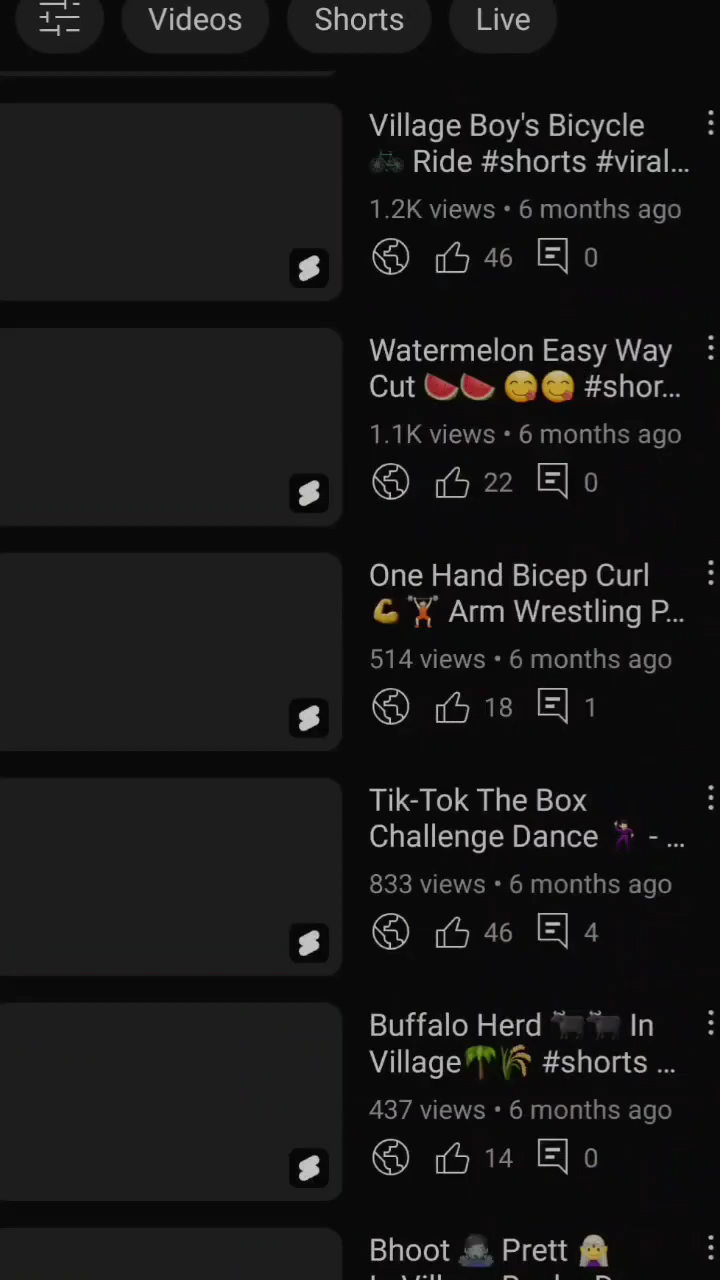 Videos Shorts Live
Village Boy's Bicycle
🚲 Ride #shorts #viral...
1.2K views • 6 months ago
46 0
Watermelon Easy Way
Cut 🍉🍉 😋😋 #shor...
1.1K views • 6 months ago
22 0
One Hand Bicep Curl
💪🏋️ Arm Wrestling P...
514 views • 6 months ago
18 1
Tik-Tok The Box
Challenge Dance 🕺 - ...
833 views • 6 months ago
46 4
Buffalo Herd 🐃🐃 In
Village🌴🌾 #shorts ...
437 views • 6 months ago
14 0
Bhoot 🧟 Prett 🧝‍♀️